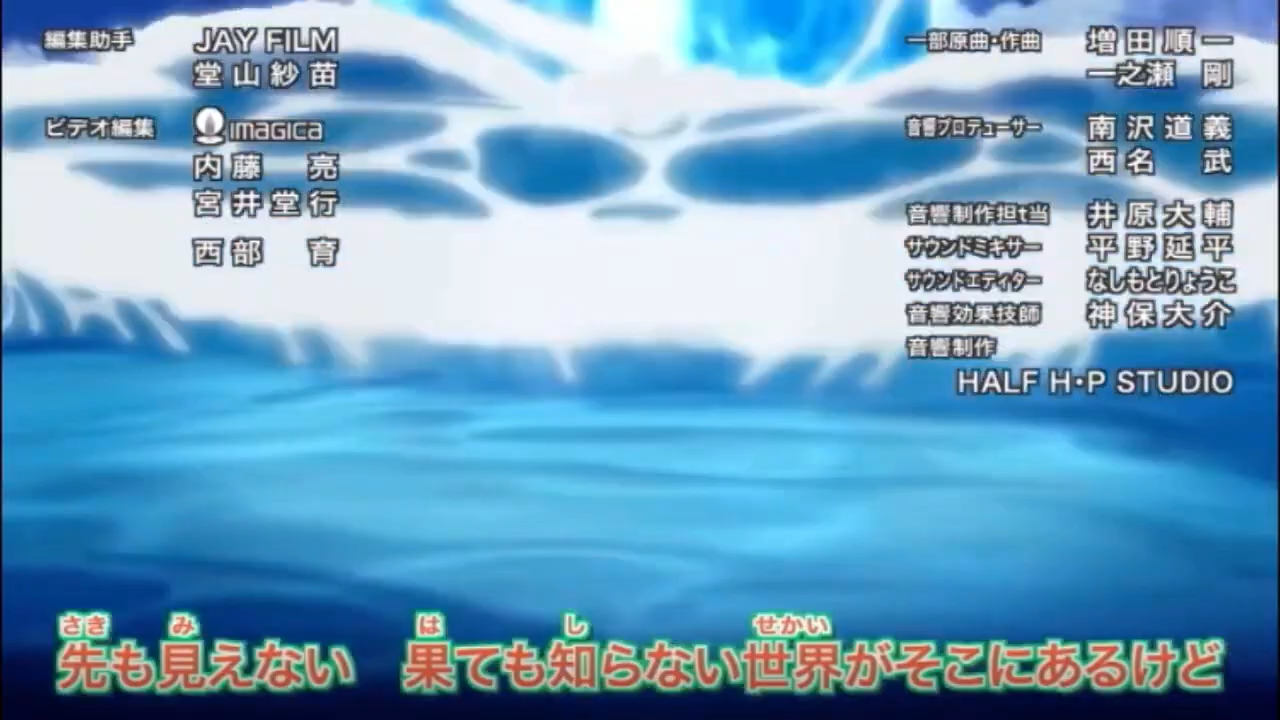 編集助手 JAY FILM
堂山紗苗
ビデオ編集 IMAGICA
内藤 亮
宮井堂行
西部 育
一部原曲・作曲 増田順一
一之瀬 剛
音響プロデューサー 南沢道義
西名 武
音響制作担当 井原大輔
サウンドミキサー 平野延平
サウンドエディター なしもとりょうこ
音響効果技師 神保大介
音響制作
HALF H・P STUDIO
さき み は し せかい
先も見えない 果ても知らない世界がそこにあるけど